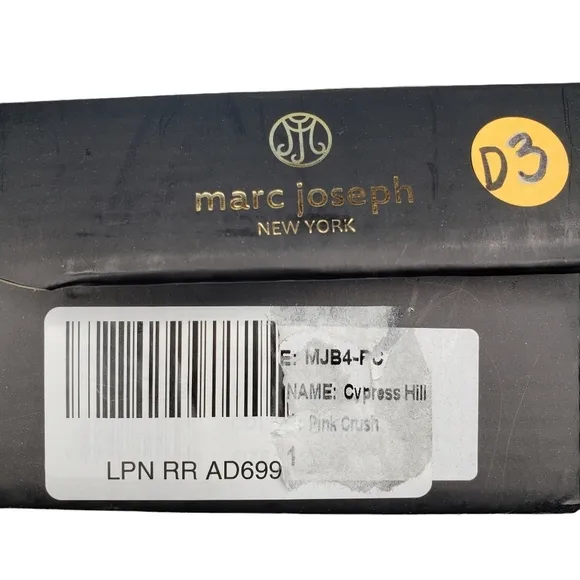 marc joseph
NEW YORK
D3
E: MJB4-PC
NAME: Cypress Hill
: Pink Crush
LPN RR AD699 1